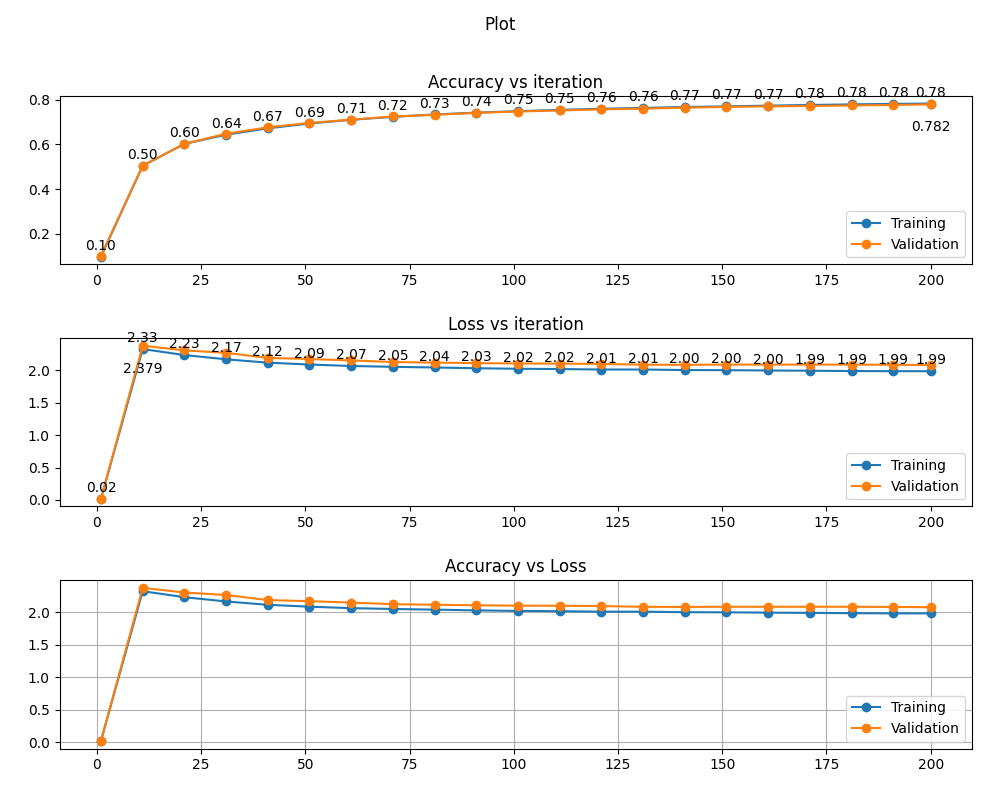 Plot
Accuracy vs iteration
0.10 0.50 0.60 0.64 0.67 0.69 0.71 0.72 0.73 0.74 0.75 0.75 0.76 0.76 0.77 0.77 0.77 0.78 0.78 0.78 0.78
0.782
0.8
0.6
0.4
0.2
Training
Validation
0 25 50 75 100 125 150 175 200
Loss vs iteration
0.02 2.33 2.23 2.17 2.12 2.09 2.07 2.05 2.04 2.03 2.02 2.02 2.01 2.01 2.00 2.00 2.00 1.99 1.99 1.99 1.99
2.379
2.0
1.5
1.0
0.5
0.0
Training
Validation
0 25 50 75 100 125 150 175 200
Accuracy vs Loss
2.0
1.5
1.0
0.5
0.0
Training
Validation
0 25 50 75 100 125 150 175 200